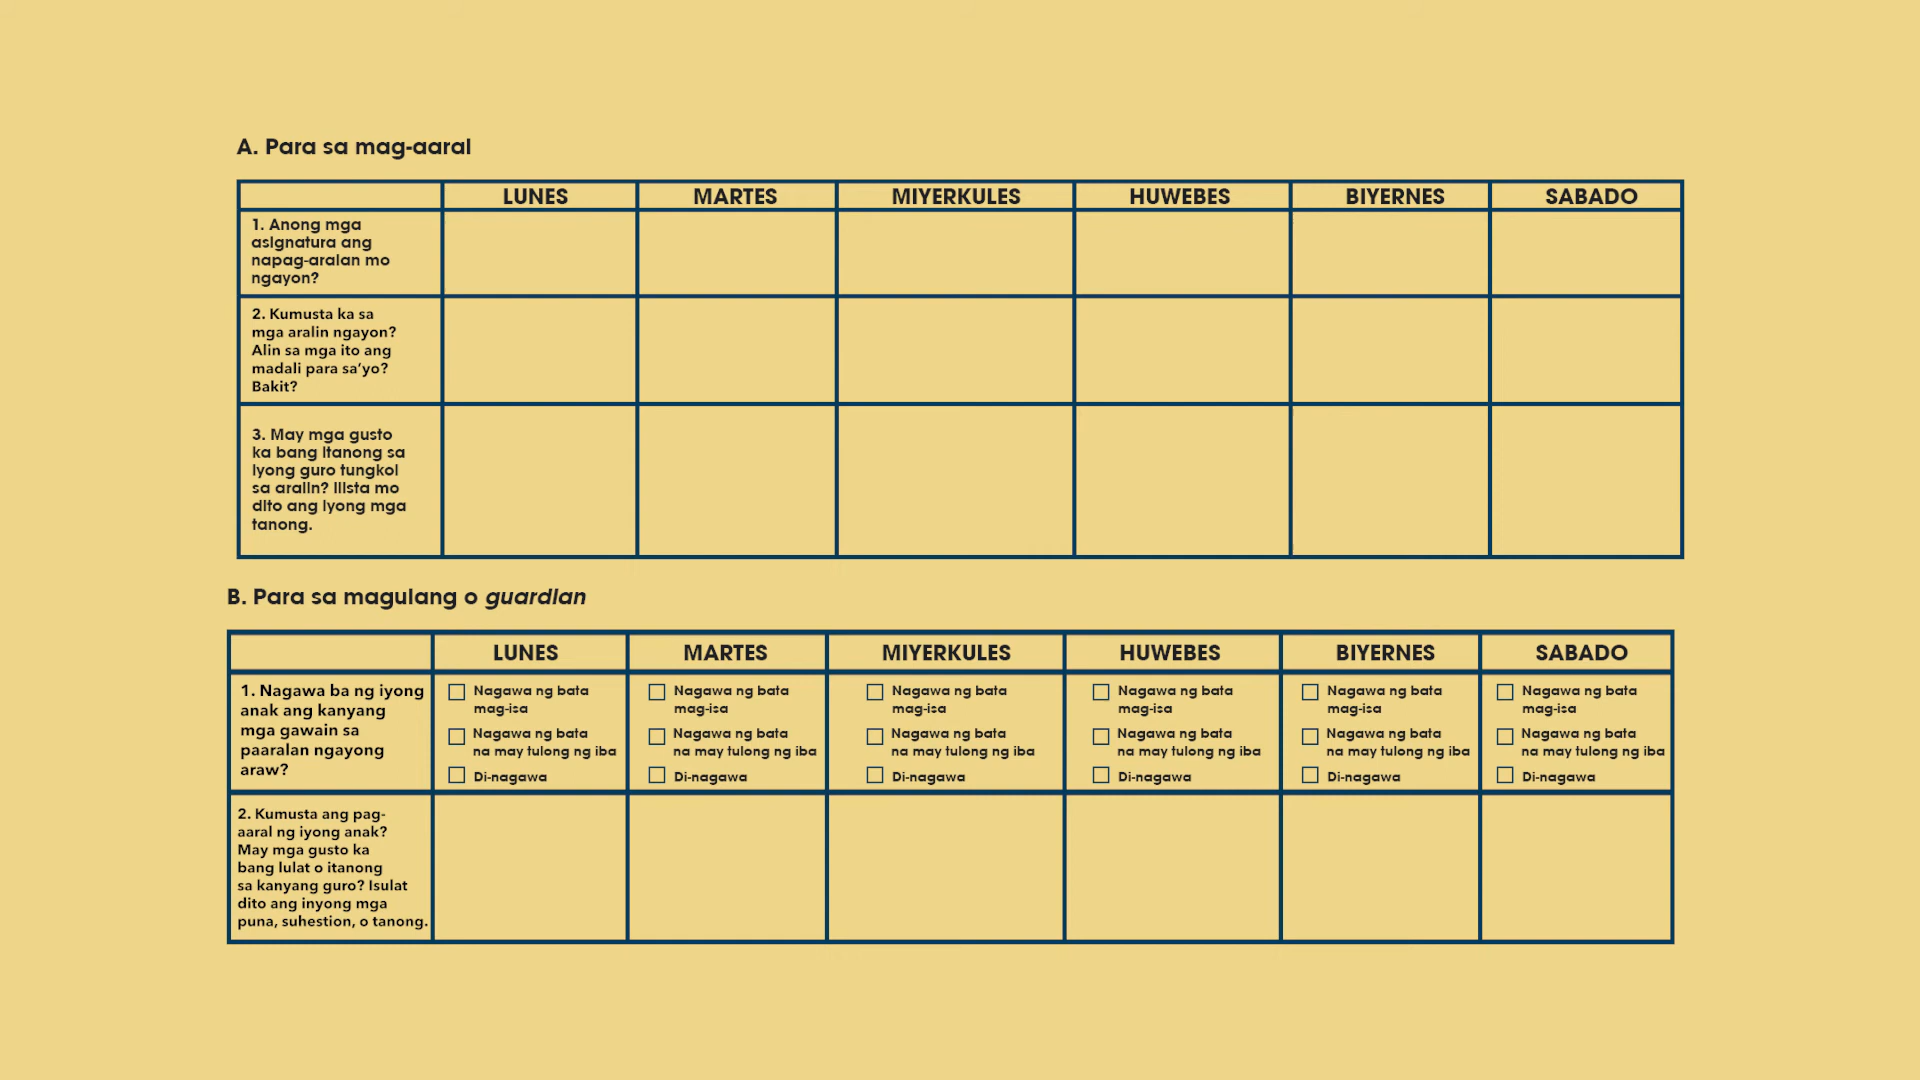 A. Para sa mag-aaral
LUNES MARTES MIYERKULES HUWEBES BIYERNES SABADO
1. Anong mga
asignatura ang
napag-aralan mo
ngayon?
2. Kumusta ka sa
mga aralin ngayon?
Alin sa mga ito ang
madali para sa'yo?
Bakit?
3. May mga gusto
ka bang itanong sa
iyong guro tungkol
sa aralin? Ilista mo
dito ang iyong mga
tanong.
B. Para sa magulang o guardian
LUNES MARTES MIYERKULES HUWEBES BIYERNES SABADO
1. Nagawa ba ng iyong
anak ang kanyang
mga gawain sa
paaralan ngayong
araw?
Nagawa ng bata
mag-isa
Nagawa ng bata
na may tulong ng iba
Di-nagawa
Nagawa ng bata
mag-isa
Nagawa ng bata
na may tulong ng iba
Di-nagawa
Nagawa ng bata
mag-isa
Nagawa ng bata
na may tulong ng iba
Di-nagawa
Nagawa ng bata
mag-isa
Nagawa ng bata
na may tulong ng iba
Di-nagawa
Nagawa ng bata
mag-isa
Nagawa ng bata
na may tulong ng iba
Di-nagawa
Nagawa ng bata
mag-isa
Nagawa ng bata
na may tulong ng iba
Di-nagawa
2. Kumusta ang pag-
aaral ng iyong anak?
May mga gusto ka
bang lulat o itanong
sa kanyang guro? Isulat
dito ang inyong mga
puna, suhestion, o tanong.